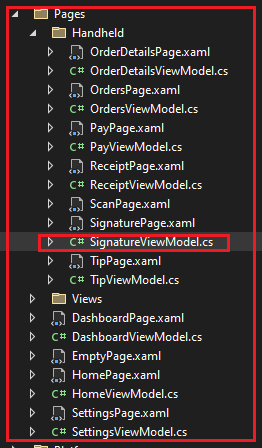 Pages
Handheld
OrderDetailsPage.xaml
C# OrderDetailsViewModel.cs
OrdersPage.xaml
C# OrdersViewModel.cs
PayPage.xaml
C# PayViewModel.cs
ReceiptPage.xaml
C# ReceiptViewModel.cs
ScanPage.xaml
SignaturePage.xaml
C# SignatureViewModel.cs
TipPage.xaml
C# TipViewModel.cs
Views
DashboardPage.xaml
C# DashboardViewModel.cs
EmptyPage.xaml
HomePage.xaml
C# HomeViewModel.cs
SettingsPage.xaml
C# SettingsViewModel.cs